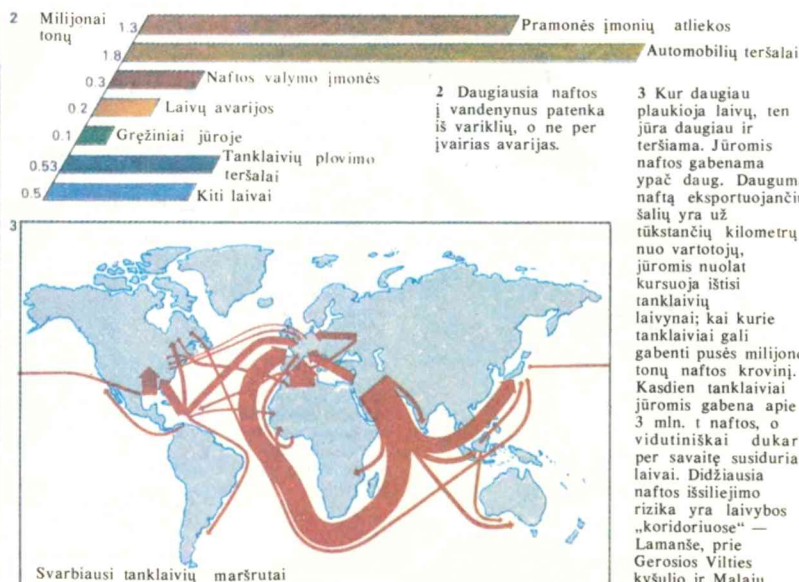 2 Milijonai
tonų
1.3 Pramonės įmonių atliekos
1.8 Automobilių teršalai
0.3 Naftos valymo įmonės
0.2 Laivų avarijos
0.1 Gręžiniai jūroje
0.53 Tanklaivių plovimo
teršalai
0.5 Kiti laivai
2 Daugiausia naftos
į vandenynus patenka
iš variklių, o ne per
įvairias avarijas.
3 Kur daugiau
plaukioja laivų, ten
jūra daugiau ir
teršiama. Jūromis
naftos gabenama
ypač daug. Daugum
naftą eksportuojanči
šalių yra už
tūkstančių kilometrų
nuo vartotojų,
jūromis nuolat
kursuoja ištisi
tanklaivių
laivynai; kai kurie
tanklaiviai gali
gabenti pusės milijono
tonų naftos krovinį.
Kasdien tanklaiviai
jūromis gabena apie
3 mln. t naftos, o
vidutiniškai dukar
per savaitę susiduria
laivai. Didžiausia
naftos išsiliejimo
rizika yra laivybos
„koridoriuose“ —
Lamanše, prie
Gerosios Vilties
kyšulio ir Malajų
3
Svarbiausi tanklaivių maršrutai